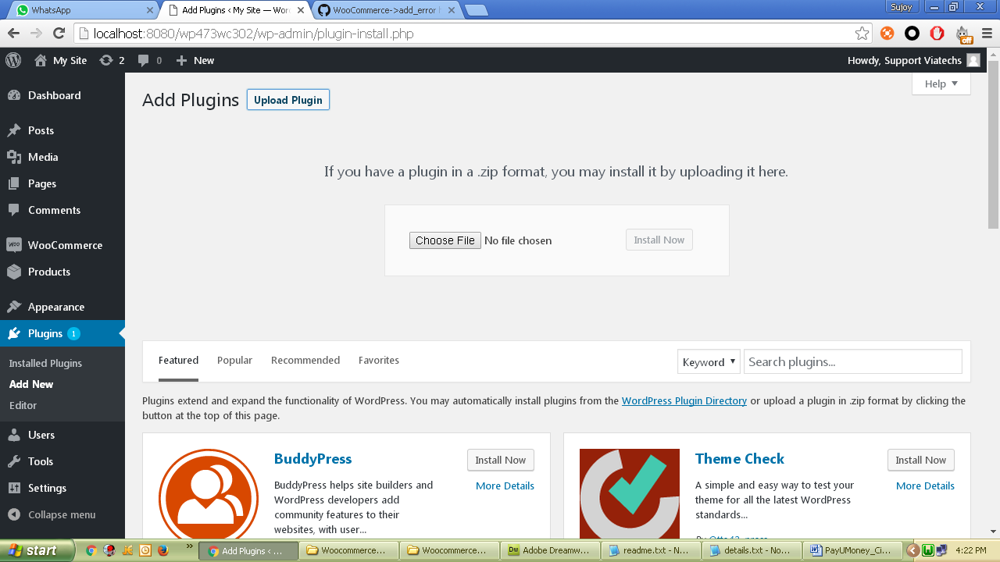 WhatsApp
Add Plugins ‹ My Site — Wor
WooCommerce->add_error
Sujoy
localhost:8080/wp473wc302/wp-admin/plugin-install.php
off
My Site
2
0
New
Howdy, Support Viatechs
Dashboard
Posts
Media
Pages
Comments
WooCommerce
Products
Appearance
Plugins 1
Installed Plugins
Add New
Editor
Users
Tools
Settings
Collapse menu
Help
Add Plugins
Upload Plugin
If you have a plugin in a .zip format, you may install it by uploading it here.
Choose File No file chosen
Install Now
Featured
Popular
Recommended
Favorites
Keyword
Search plugins...
Plugins extend and expand the functionality of WordPress. You may automatically install plugins from the WordPress Plugin Directory or upload a plugin in .zip format by clicking the
button at the top of this page.
BuddyPress
Install Now
More Details
BuddyPress helps site builders and
WordPress developers add
community features to their
websites, with user...
Theme Check
Install Now
More Details
A simple and easy way to test your
theme for all the latest WordPress
standards...
start
Add Plugins ‹ ...
Woocommerce...
Woocommerce...
Adobe Dreamw...
readme.txt - N...
details.txt - No...
PayUMoney_Ci...
4:22 PM